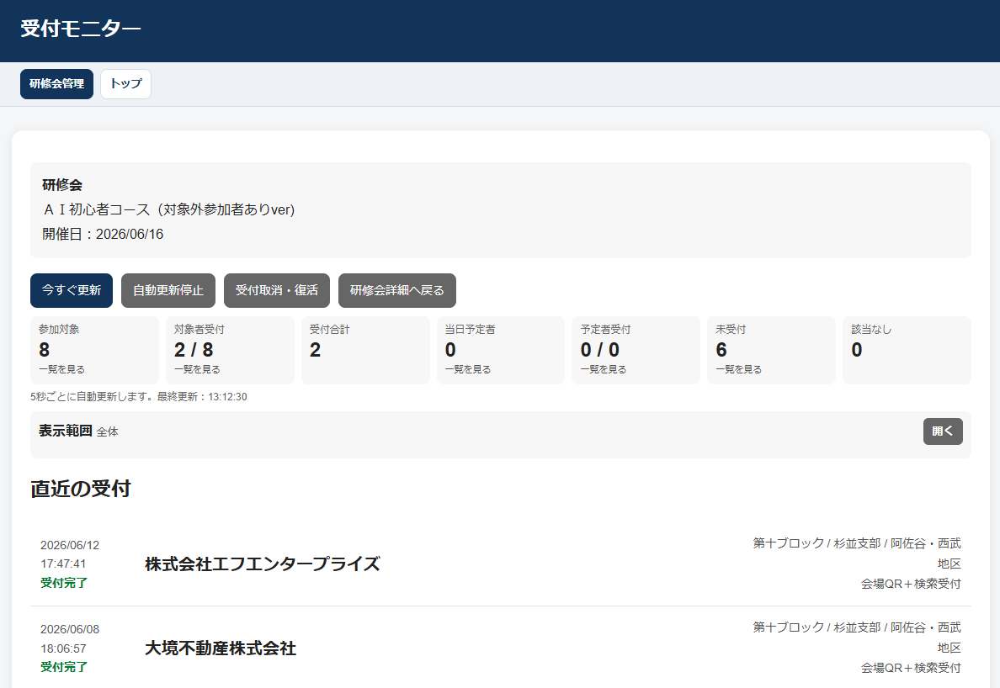 受付モニター
研修会管理
トップ
研修会
ＡＩ初心者コース（対象外参加者ありver)
開催日：2026/06/16
今すぐ更新
自動更新停止
受付取消・復活
研修会詳細へ戻る
参加対象
8
一覧を見る
対象者受付
2 / 8
一覧を見る
受付合計
2
当日予定者
0
一覧を見る
予定者受付
0 / 0
一覧を見る
未受付
6
一覧を見る
該当なし
0
5秒ごとに自動更新します。最終更新：13:12:30
表示範囲 全体
開く
直近の受付
2026/06/12
17:47:41
受付完了
株式会社エフエンタープライズ
第十ブロック / 杉並支部 / 阿佐谷・西武
地区
会場QR＋検索受付
2026/06/08
18:06:57
受付完了
大境不動産株式会社
第十ブロック / 杉並支部 / 阿佐谷・西武
地区
会場QR＋検索受付